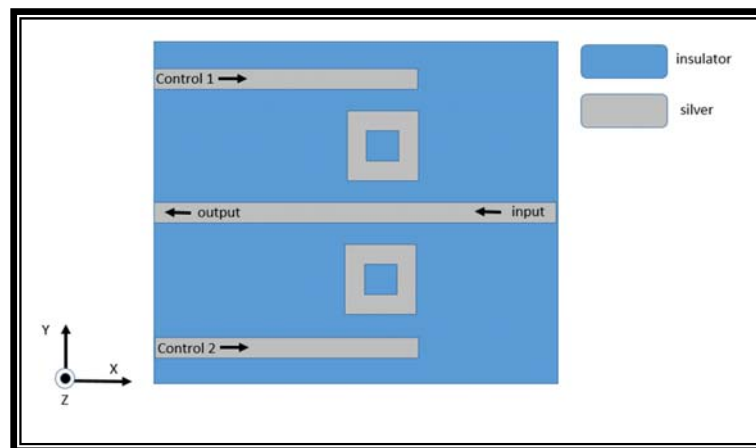 Control 1
insulator
silver
output
input
Control 2
Y
X
Z